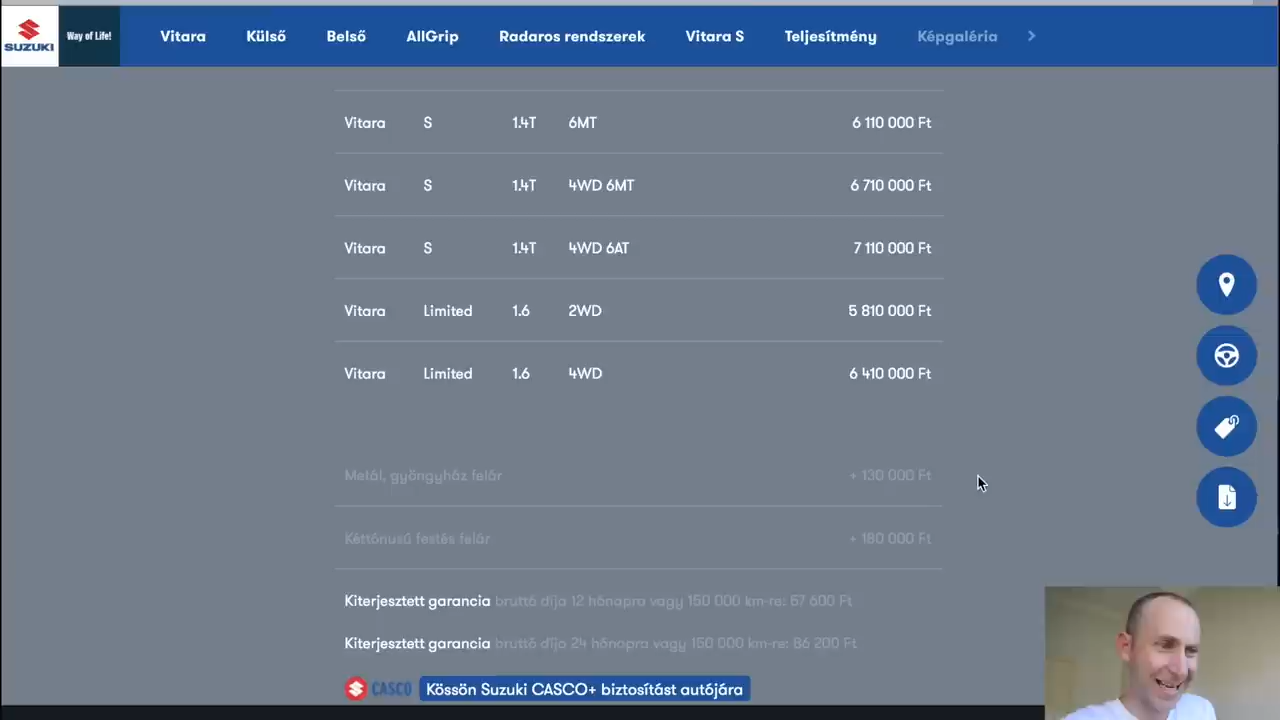 SUZUKI Way of Life! Vitara Külső Belső AllGrip Radaros rendszerek Vitara S Teljesítmény Képgaléria
Vitara S 1.4T 6MT 6 110 000 Ft
Vitara S 1.4T 4WD 6MT 6 710 000 Ft
Vitara S 1.4T 4WD 6AT 7 110 000 Ft
Vitara Limited 1.6 2WD 5 810 000 Ft
Vitara Limited 1.6 4WD 6 410 000 Ft
Metál, gyöngyház felár + 130 000 Ft
Kéttónusú festés felár + 180 000 Ft
Kiterjesztett garancia bruttó díja 12 hónapra vagy 150 000 km-re: 57 600 Ft
Kiterjesztett garancia bruttó díja 24 hónapra vagy 150 000 km-re: 86 200 Ft
CASCO Kössön Suzuki CASCO+ biztosítást autójára